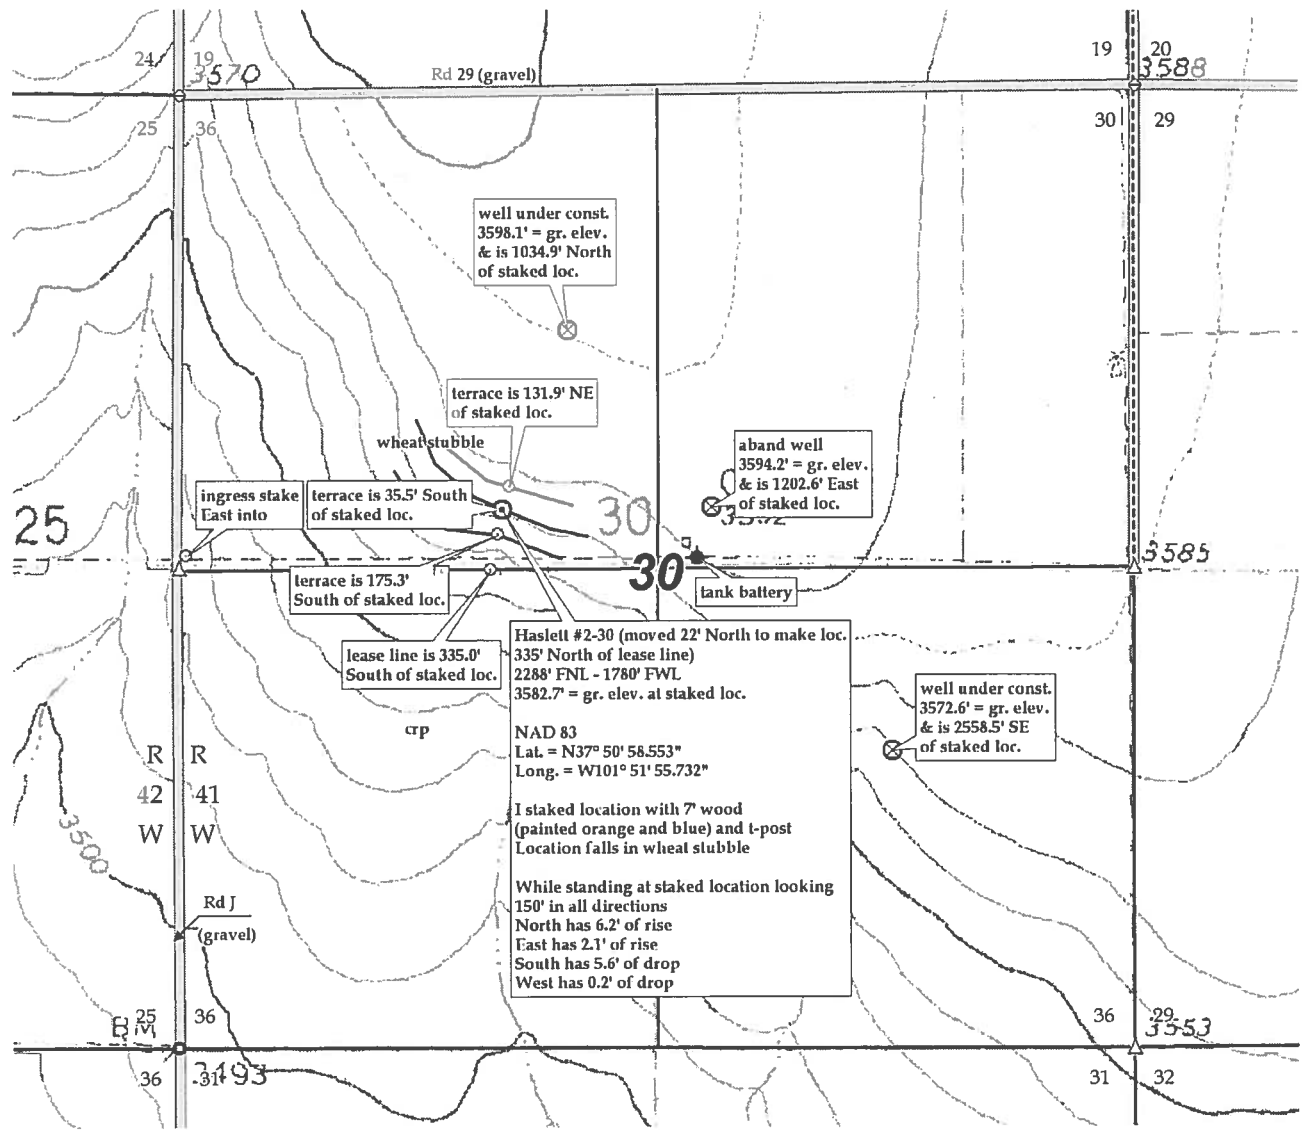 24
19
3570
Rd 29 (gravel)
19
20
3588
25
36
30
29
well under const.
3598.1' = gr. elev.
& is 1034.9' North
of staked loc.
terrace is 131.9' NE
of staked loc.
wheat stubble
aband well
3594.2' = gr. elev.
& is 1202.6' East
of staked loc.
ingress stake
East into
terrace is 35.5' South
of staked loc.
25
30
3585
30
terrace is 175.3'
South of staked loc.
tank battery
lease line is 335.0'
South of staked loc.
Haslett #2-30 (moved 22' North to make loc.
335' North of lease line)
2288' FNL - 1780' FWL
3582.7' = gr. elev. at staked loc.
NAD 83
Lat. = N37° 50' 58.553"
Long. = W101° 51' 55.732"
I staked location with 7' wood
(painted orange and blue) and t-post
Location falls in wheat stubble
While standing at staked location looking
150' in all directions
North has 6.2' of rise
East has 2.1' of rise
South has 5.6' of drop
West has 0.2' of drop
well under const.
3572.6' = gr. elev.
& is 2558.5' SE
of staked loc.
crp
R R
42 41
W W
3500
Rd J
(gravel)
25
36
BM
36
31
3493
36
29
3553
31
32